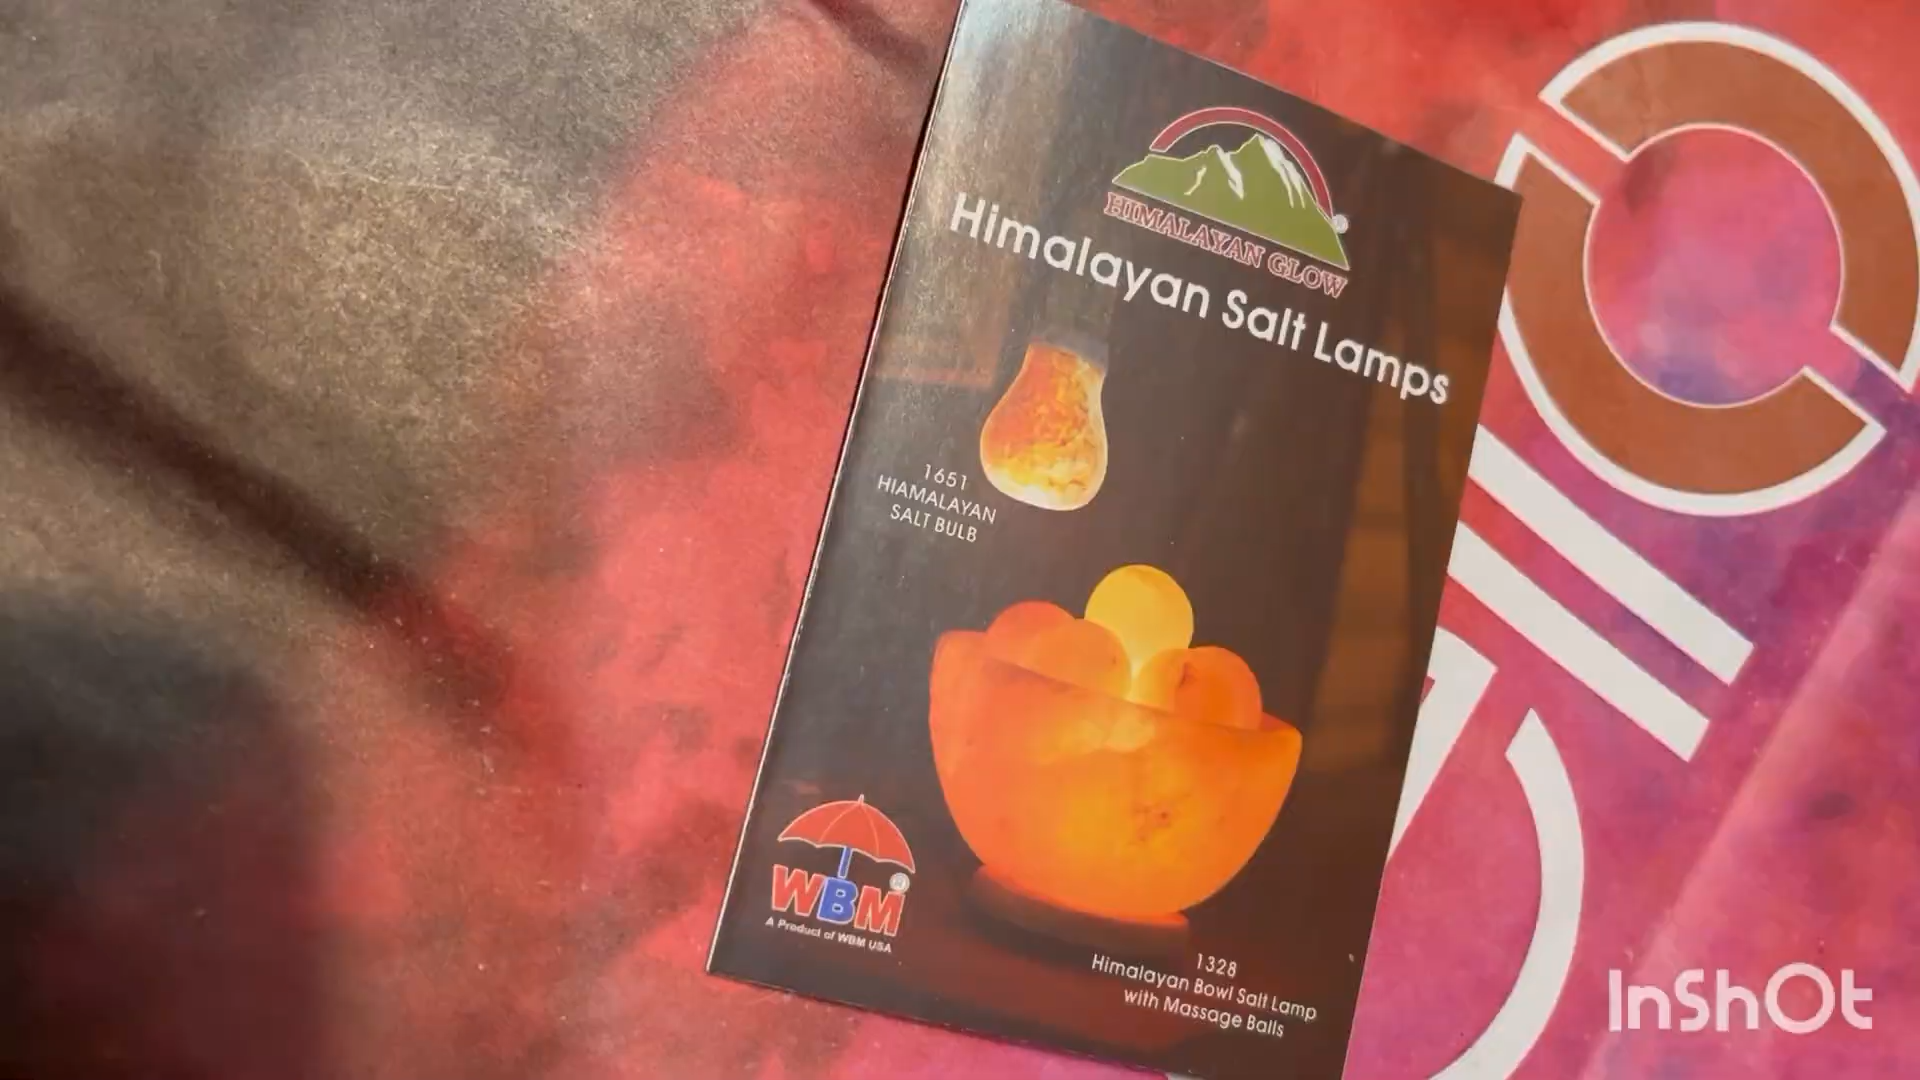 HIMALAYAN GLOW®
Himalayan Salt Lamps
1651
HIAMALAYAN
SALT BULB
WBM®
A Product of WBM USA
1328
Himalayan Bowl Salt Lamp
with Massage Balls
InShOt